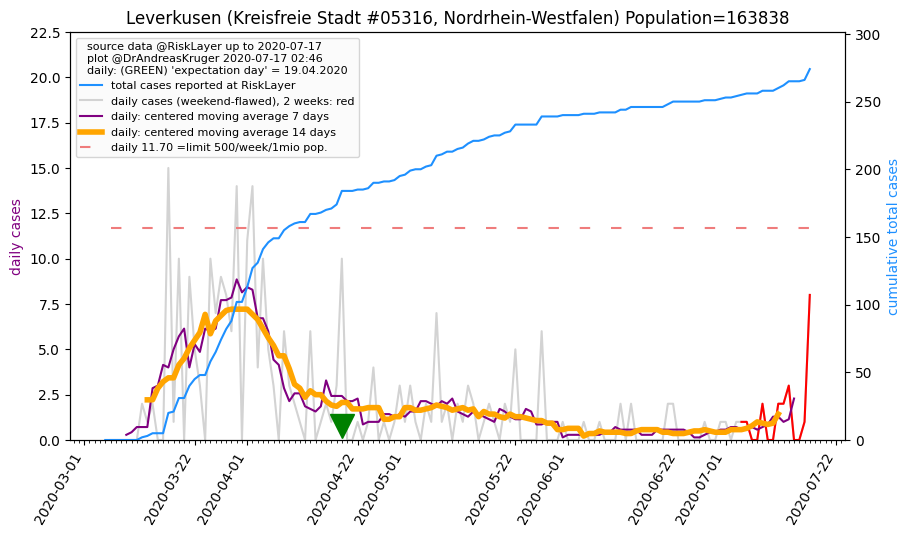 Leverkusen (Kreisfreie Stadt #05316, Nordrhein-Westfalen) Population=163838
source data @RiskLayer up to 2020-07-17
plot @DrAndreasKruger 2020-07-17 02:46
daily: (GREEN) 'expectation day' = 19.04.2020
total cases reported at RiskLayer
daily cases (weekend-flawed), 2 weeks: red
daily: centered moving average 7 days
daily: centered moving average 14 days
daily 11.70 =limit 500/week/1mio pop.
daily cases
22.5
20.0
17.5
15.0
12.5
10.0
7.5
5.0
2.5
0.0
300
250
200
150
100
50
0
cumulative total cases
2020-03-01
2020-03-22
2020-04-01
2020-04-22
2020-05-01
2020-05-22
2020-06-01
2020-06-22
2020-07-01
2020-07-22